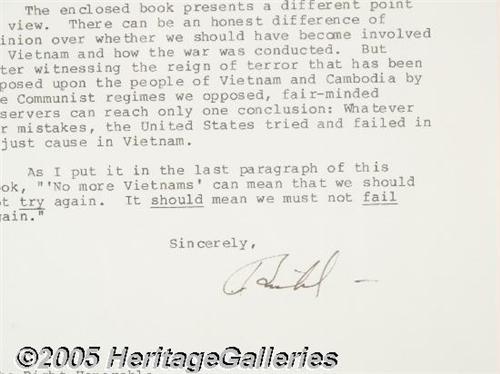 The enclosed book presents a different point
view. There can be an honest difference of
inion over whether we should have become involved
Vietnam and how the war was conducted. But
ter witnessing the reign of terror that has been
posed upon the people of Vietnam and Cambodia by
e Communist regimes we opposed, fair-minded
servers can reach only one conclusion: Whatever
r mistakes, the United States tried and failed in
just cause in Vietnam.
As I put it in the last paragraph of this
ok, "'No more Vietnams' can mean that we should
t try again. It should mean we must not fail
gain."
Sincerely,
©2005 HeritageGalleries
Right Honorable